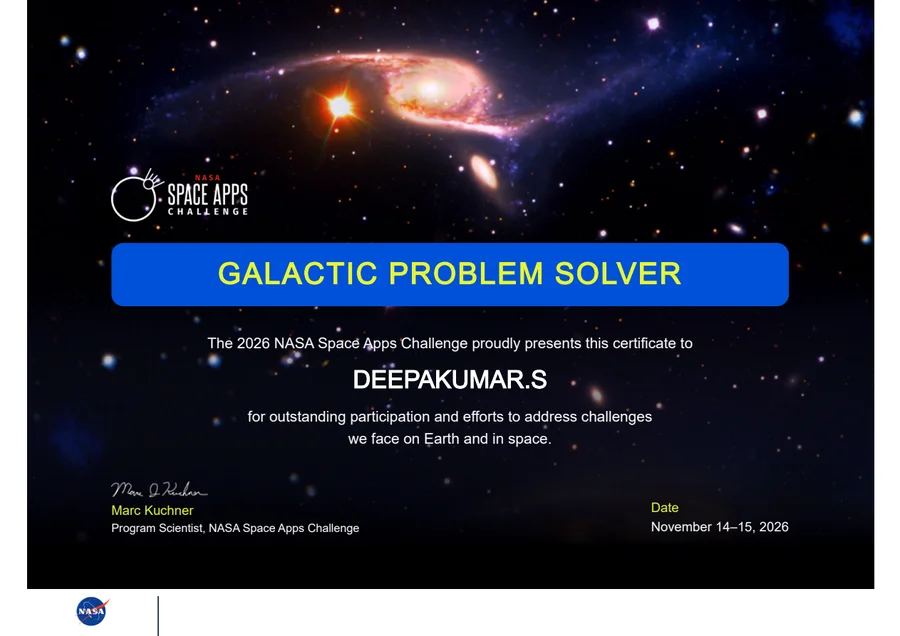 NASA
SPACE APPS
CHALLENGE
GALACTIC PROBLEM SOLVER
The 2026 NASA Space Apps Challenge proudly presents this certificate to
DEEPAKUMAR.S
for outstanding participation and efforts to address challenges
we face on Earth and in space.
Marc J Kuchner
Marc Kuchner
Program Scientist, NASA Space Apps Challenge
Date
November 14–15, 2026
NASA